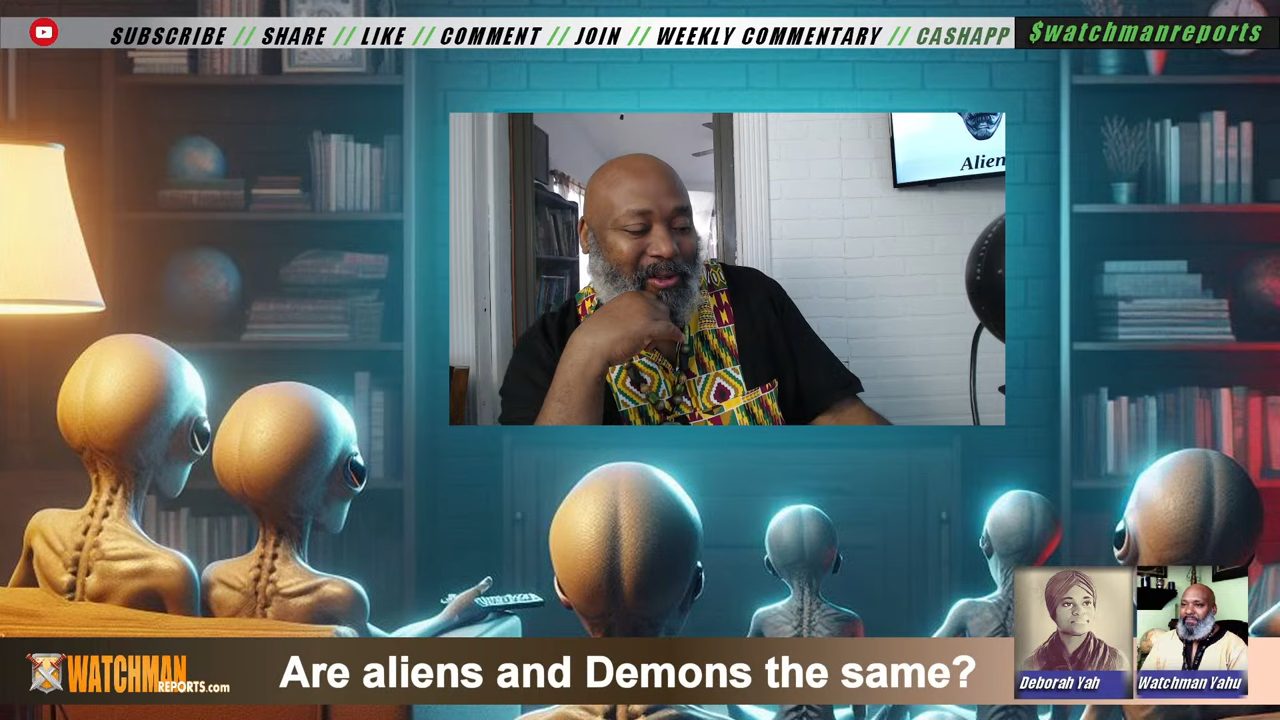 SUBSCRIBE // SHARE // LIKE // COMMENT // JOIN // WEEKLY COMMENTARY // CASHAPP $watchmanreports
Alien
WATCHMAN
REPORTS.com
Are aliens and Demons the same?
Deborah Yah
Watchman Yahu